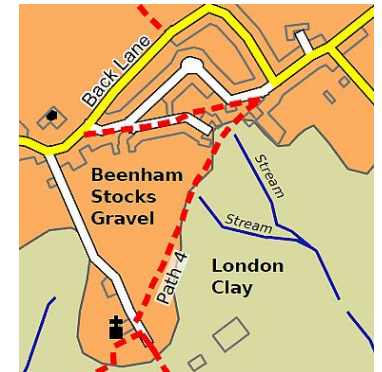 Back Lane
Beenham
Stocks
Gravel
Stream
Stream
Path 4
London
Clay